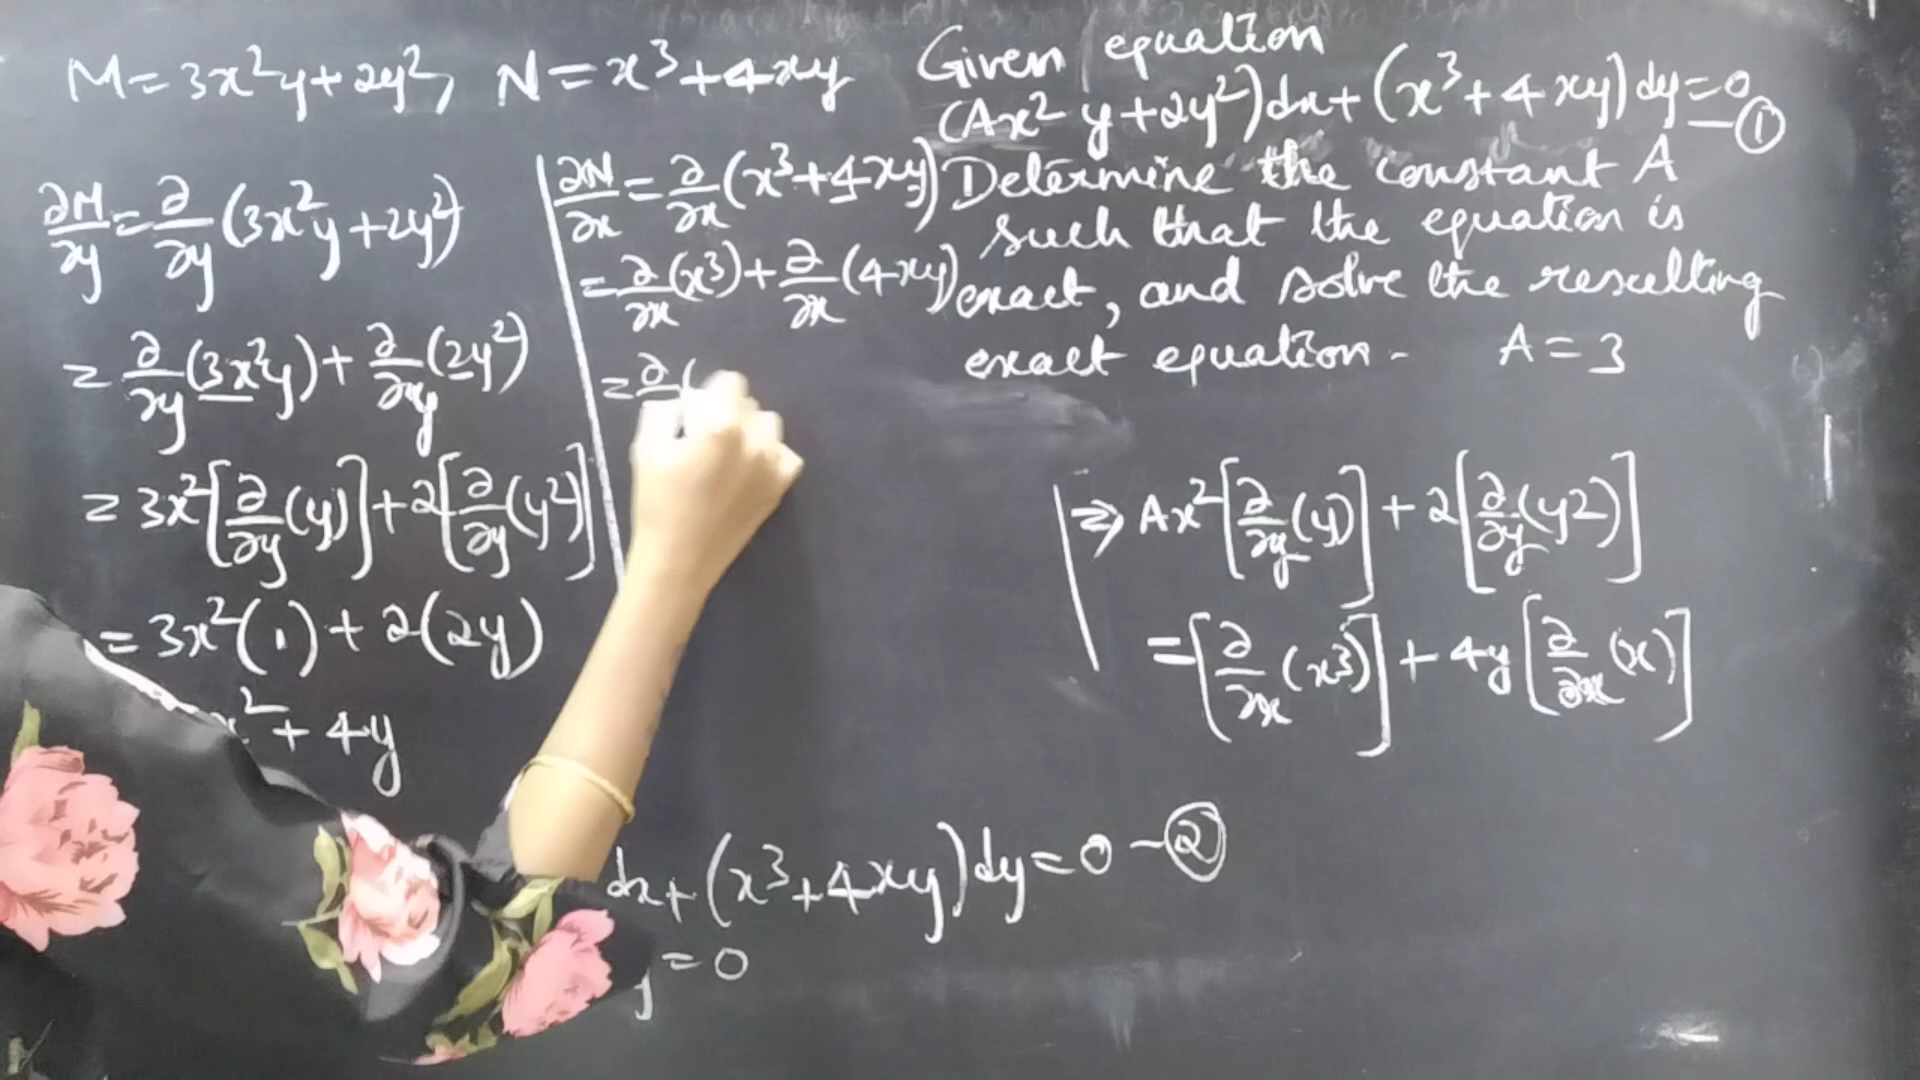 M = 3x²y + 2y², N = x³ + 4xy
∂M/∂y = ∂/∂y (3x²y + 2y²)
= ∂/∂y (3x²y) + ∂/∂y (2y²)
= 3x² [∂/∂y (y)] + 2 [∂/∂y (y²)]
= 3x² (1) + 2(2y)
x² + 4y
∂N/∂x = ∂/∂x (x³ + 4xy)
= ∂/∂x (x³) + ∂/∂x (4xy)
= ∂ (
Given equation
(Ax²y + 2y²)dx + (x³ + 4xy)dy = 0 – ①
Determine the constant A
such that the equation is
exact, and solve the resulting
exact equation - A = 3
⇒ Ax² [∂/∂y (y)] + 2 [∂/∂y (y2)]
= [∂/∂x (x3)] + 4y [∂/∂x (x)]
dx + (x³ + 4xy)dy = 0 – ②
= 0